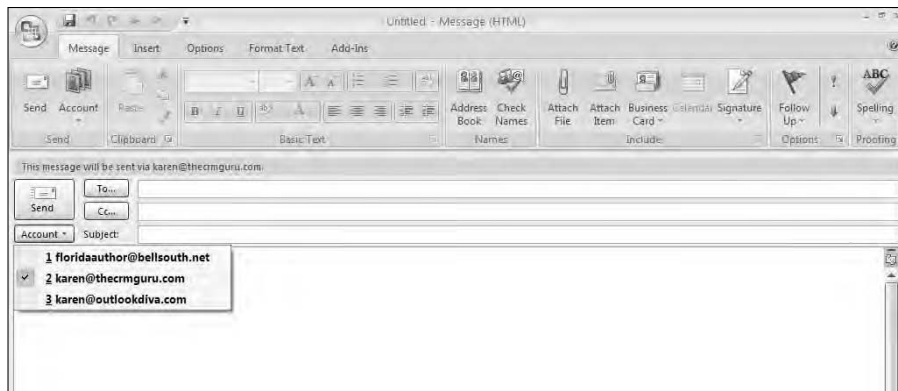 Untitled - Message (HTML)
Message Insert Options Format Text Add-Ins
Send Account Paste B I U Address Book Check Names Attach File Attach Item Business Card Calendar Signature Follow Up ABC Spelling
Send Clipboard Basic Text Names Include Options Proofing
This message will be sent via karen@thecrmguru.com.
Send To...
Cc...
Account Subject:
1 floridaauthor@bellsouth.net
2 karen@thecrmguru.com
3 karen@outlookdiva.com